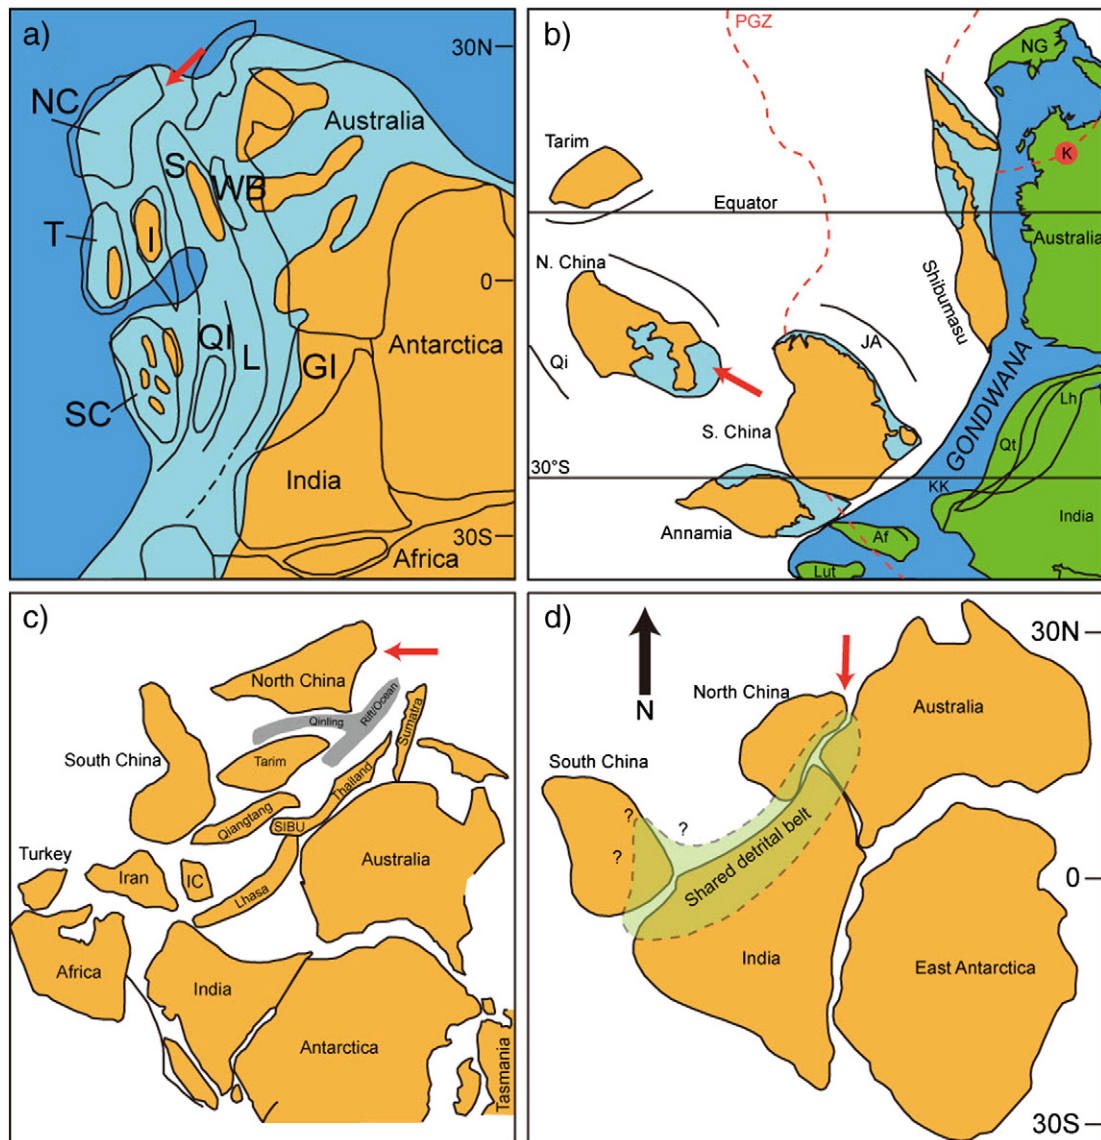 a)
30N
NC
Australia
S
WB
T
I
0
QI
Antarctica
L
GI
SC
India
30S
Africa
b)
PGZ
NG
Tarim
K
Equator
Australia
N. China
Shibumasu
JA
Qi
GONDWANA
Lh
S. China
Qt
30°S
KK
India
Annamia
Af
Lut
c)
North China
Qinling
Rift/Ocean
Sumatra
South China
Tarim
Thailand
Qiangtang
SIBU
Turkey
Australia
Iran
IC
Lhasa
Africa
India
Antarctica
Tasmania
d)
30N
North China
Australia
N
South China
?
?
?
Shared detrital belt
0
India
East Antarctica
30S